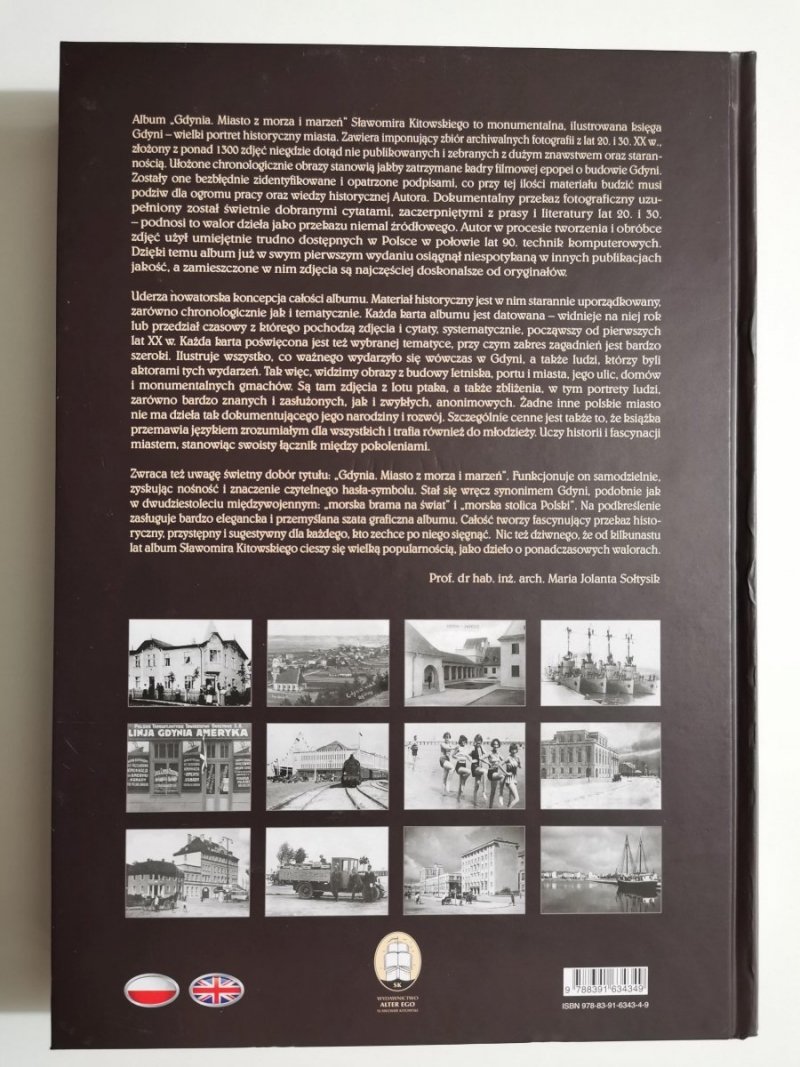 Album „Gdynia. Miasto z morza i marzeń" Sławomira Kitowskiego to monumentalna, ilustrowana księga
Gdyni – wielki portret historyczny miasta. Zawiera imponujący zbiór archiwalnych fotografii z lat 20. i 30. XX w.,
złożony z ponad 1300 zdjęć niegdzie dotąd nie publikowanych i zebranych z dużym znawstwem oraz staran-
nością. Ułożone chronologicznie obrazy stanowią jakby zatrzymane kadry filmowej epopei o budowie Gdyni.
Zostały one bezbłędnie zidentyfikowane i opatrzone podpisami, co przy tej ilości materiału budzić musi
podziw dla ogromu pracy oraz wiedzy historycznej Autora. Dokumentalny przekaz fotograficzny uzu-
pełniony został świetnie dobranymi cytatami, zaczerpniętymi z prasy i literatury lat 20. i 30.
– podnosi to walor dzieła jako przekazu niemal źródłowego. Autor w procesie tworzenia i obróbce
zdjęć użył umiejętnie trudno dostępnych w Polsce w połowie lat 90. technik komputerowych.
Dzięki temu album już w swym pierwszym wydaniu osiągnął niespotykaną w innych publikacjach
jakość, a zamieszczone w nim zdjęcia są najczęściej doskonalsze od oryginałów.
Uderza nowatorska koncepcja całości albumu. Materiał historyczny jest w nim starannie uporządkowany,
zarówno chronologicznie jak i tematycznie. Każda karta albumu jest datowana – widnieje na niej rok
lub przedział czasowy z którego pochodzą zdjęcia i cytaty, systematycznie, począwszy od pierwszych
lat XX w. Każda karta poświęcona jest też wybranej tematyce, przy czym zakres zagadnień jest bardzo
szeroki. Ilustruje wszystko, co ważnego wydarzyło się wówczas w Gdyni, a także ludzi, którzy byli
aktorami tych wydarzeń. Tak więc, widzimy obrazy z budowy letniska, portu i miasta, jego ulic, domów
i monumentalnych gmachów. Są tam zdjęcia z lotu ptaka, a także zbliżenia, w tym portrety ludzi,
zarówno bardzo znanych i zasłużonych, jak i zwykłych, anonimowych. Żadne inne polskie miasto
nie ma dzieła tak dokumentującego jego narodziny i rozwój. Szczególnie cenne jest także to, że książka
przemawia językiem zrozumiałym dla wszystkich i trafia również do młodzieży. Uczy historii i fascynacji
miastem, stanowiąc swoisty łącznik między pokoleniami.
Zwraca też uwagę świetny dobór tytułu: „Gdynia. Miasto z morza i marzeń". Funkcjonuje on samodzielnie,
zyskując nośność i znaczenie czytelnego hasła-symbolu. Stał się wręcz synonimem Gdyni, podobnie jak
w dwudziestoleciu międzywojennym: „morska brama na świat" i „morska stolica Polski". Na podkreślenie
zasługuje bardzo elegancka i przemyślana szata graficzna albumu. Całość tworzy fascynujący przekaz histo-
ryczny, przystępny i sugestywny dla każdego, kto zechce po niego sięgnąć. Nic też dziwnego, że od kilkunastu
lat album Sławomira Kitowskiego cieszy się wielką popularnością, jako dzieło o ponadczasowych walorach.
Prof. dr hab. inż. arch. Maria Jolanta Sołtysik
LINJA GDYNIA AMERYKA
SK
WYDAWNICTWO
ALTER EGO
SŁAWOMIR KITOWSKI
9 788391 634349
ISBN 978-83-91-6343-4-9